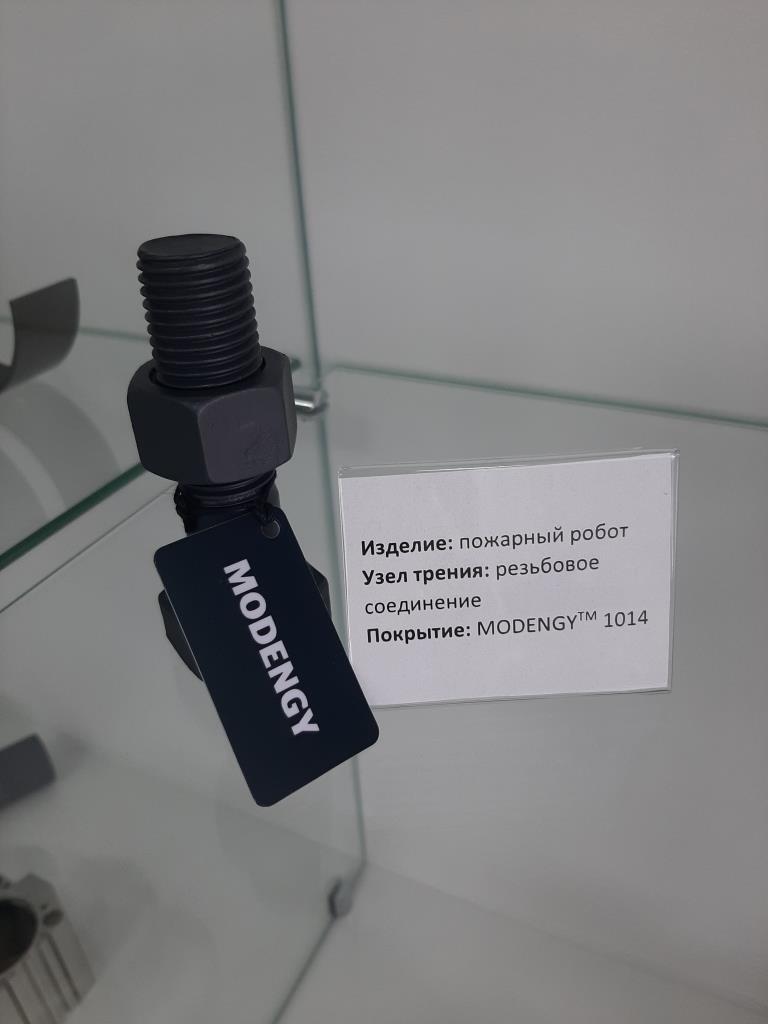 MODENGY
Изделие: пожарный робот
Узел трения: резьбовое
соединение
Покрытие: MODENGY™ 1014